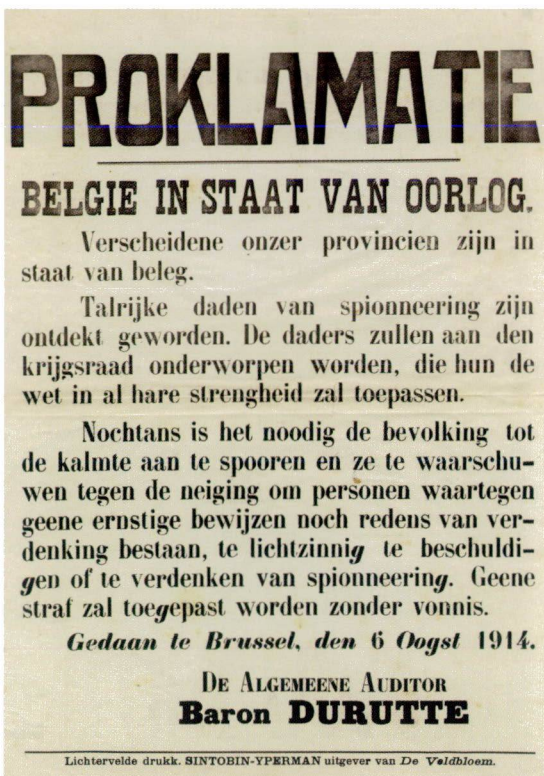 PROKLAMATIE
BELGIE IN STAAT VAN OORLOG.
Verscheidene onzer provincien zijn in
staat van beleg.
Talrijke daden van spionneering zijn
ontdekt geworden. De daders zullen aan den
krijgsraad onderworpen worden, die hun de
wet in al hare strengheid zal toepassen.
Nochtans is het noodig de bevolking tot
de kalmte aan te spooren en ze te waarschu-
wen tegen de neiging om personen waartegen
geene ernstige bewijzen noch redens van ver-
denking bestaan, te lichtzinnig te beschuldi-
gen of te verdenken van spionneering. Geene
straf zal toegepast worden zonder vonnis.
Gedaan te Brussel, den 6 Oogst 1914.
DE ALGEMEENE AUDITOR
Baron DURUTTE
Lichtervelde drukk. SINTOBIN-YPERMAN uitgever van De Veldbloem.